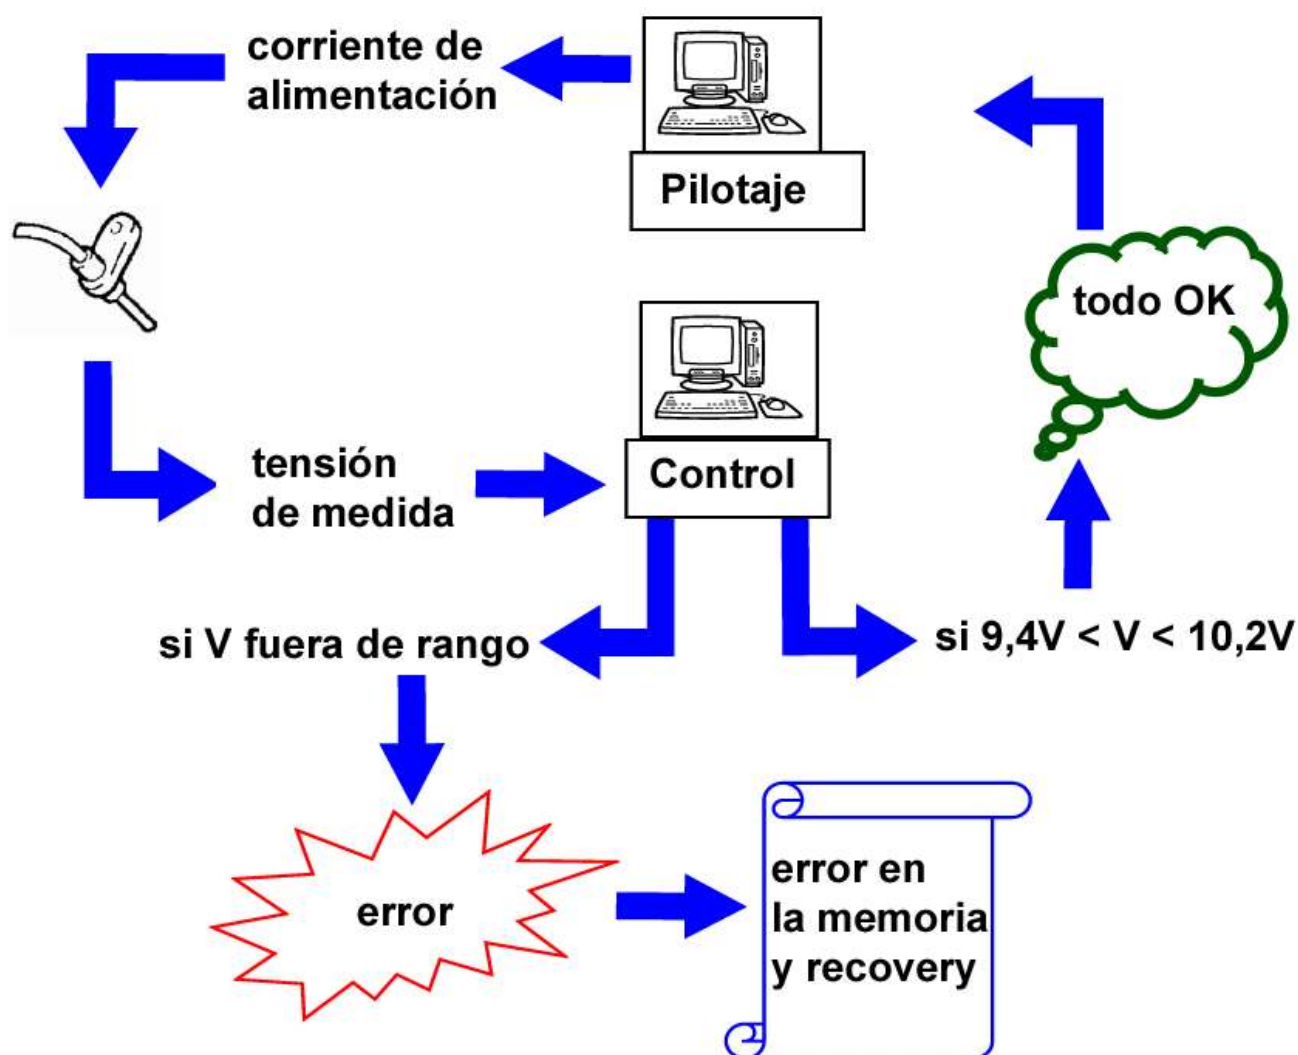 corriente de
alimentación
Pilotaje
todo OK
Control
tensión
de medida
si V fuera de rango
si 9,4V < V < 10,2V
error
error en
la memoria
y recovery